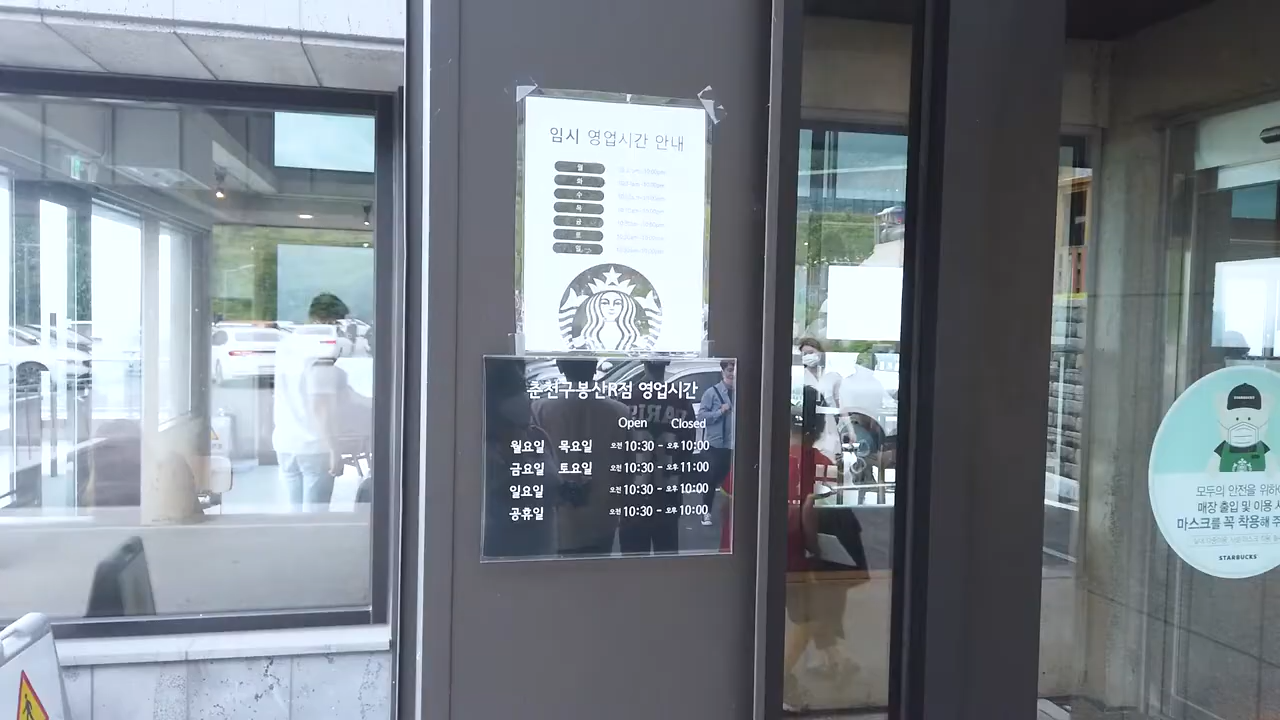 임시 영업시간 안내
월
화
수
목
금
토
일
춘천구봉산R점 영업시간
Open Closed
월요일 목요일 오전 10:30 - 오후 10:00
금요일 토요일 오전 10:30 - 오후 11:00
일요일 오전 10:30 - 오후 10:00
공휴일 오전 10:30 - 오후 10:00
모두의 안전을 위하
매장 출입 및 이용 시
마스크를 꼭 착용해 주
STARBUCKS